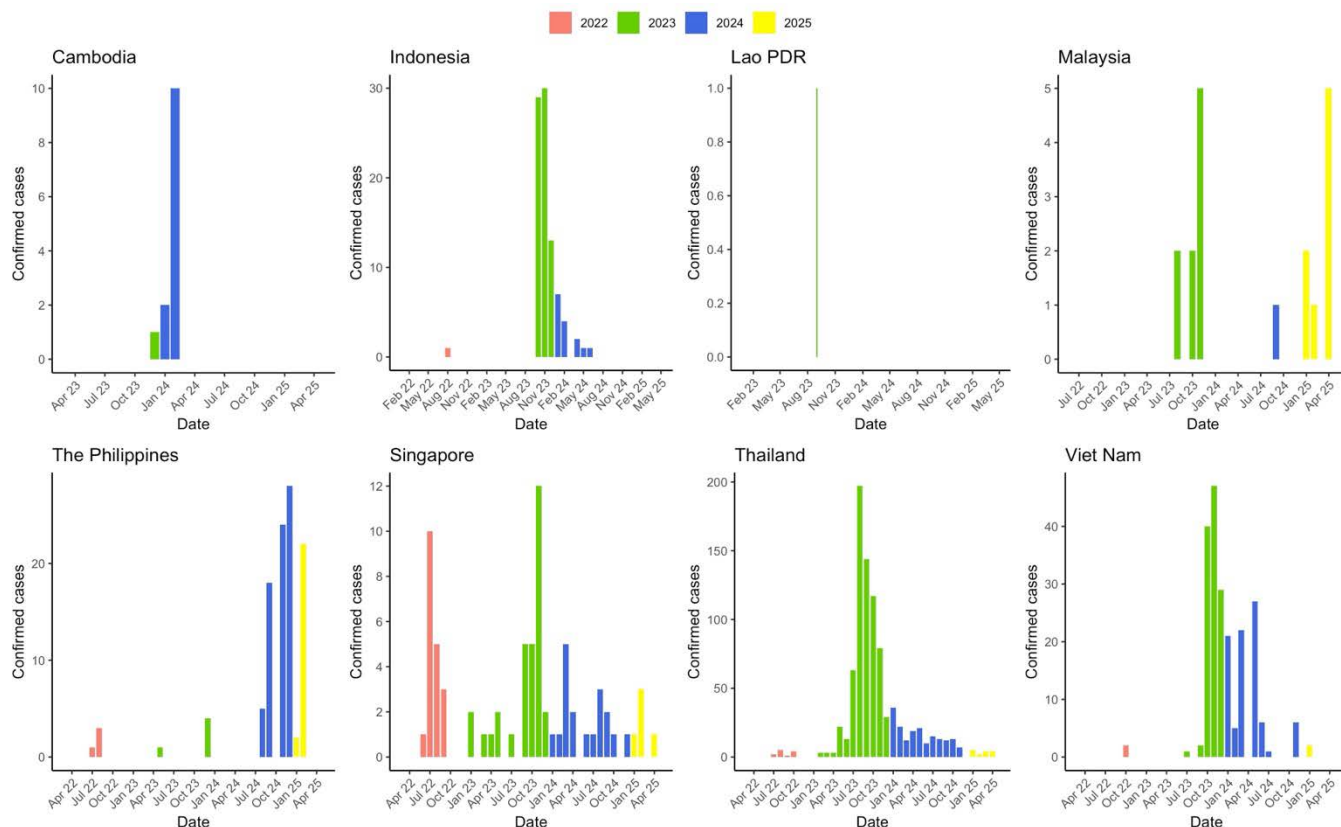 2022 2023 2024 2025
Cambodia
Confirmed cases
10
8
6
4
2
0
Apr 23 Jul 23 Oct 23 Jan 24 Apr 24 Jul 24 Oct 24 Jan 25 Apr 25
Date
Indonesia
Confirmed cases
30
20
10
0
Feb 22 May 22 Aug 22 Nov 22 Feb 23 May 23 Aug 23 Nov 23 Feb 24 May 24 Aug 24 Nov 24 Feb 25 May 25
Date
Lao PDR
Confirmed cases
1.0
0.8
0.6
0.4
0.2
0.0
Feb 23 May 23 Aug 23 Nov 23 Feb 24 May 24 Aug 24 Nov 24 Feb 25 May 25
Date
Malaysia
Confirmed cases
5
4
3
2
1
0
Jul 22 Oct 22 Jan 23 Apr 23 Jul 23 Oct 23 Jan 24 Apr 24 Jul 24 Oct 24 Jan 25 Apr 25
Date
The Philippines
Confirmed cases
20
10
0
Apr 22 Jul 22 Oct 22 Jan 23 Apr 23 Jul 23 Oct 23 Jan 24 Apr 24 Jul 24 Oct 24 Jan 25 Apr 25
Date
Singapore
Confirmed cases
12
10
8
6
4
2
0
Apr 22 Jul 22 Oct 22 Jan 23 Apr 23 Jul 23 Oct 23 Jan 24 Apr 24 Jul 24 Oct 24 Jan 25 Apr 25
Date
Thailand
Confirmed cases
200
150
100
50
0
Apr 22 Jul 22 Oct 22 Jan 23 Apr 23 Jul 23 Oct 23 Jan 24 Apr 24 Jul 24 Oct 24 Jan 25 Apr 25
Date
Viet Nam
Confirmed cases
40
30
20
10
0
Apr 22 Jul 22 Oct 22 Jan 23 Apr 23 Jul 23 Oct 23 Jan 24 Apr 24 Jul 24 Oct 24 Jan 25 Apr 25
Date